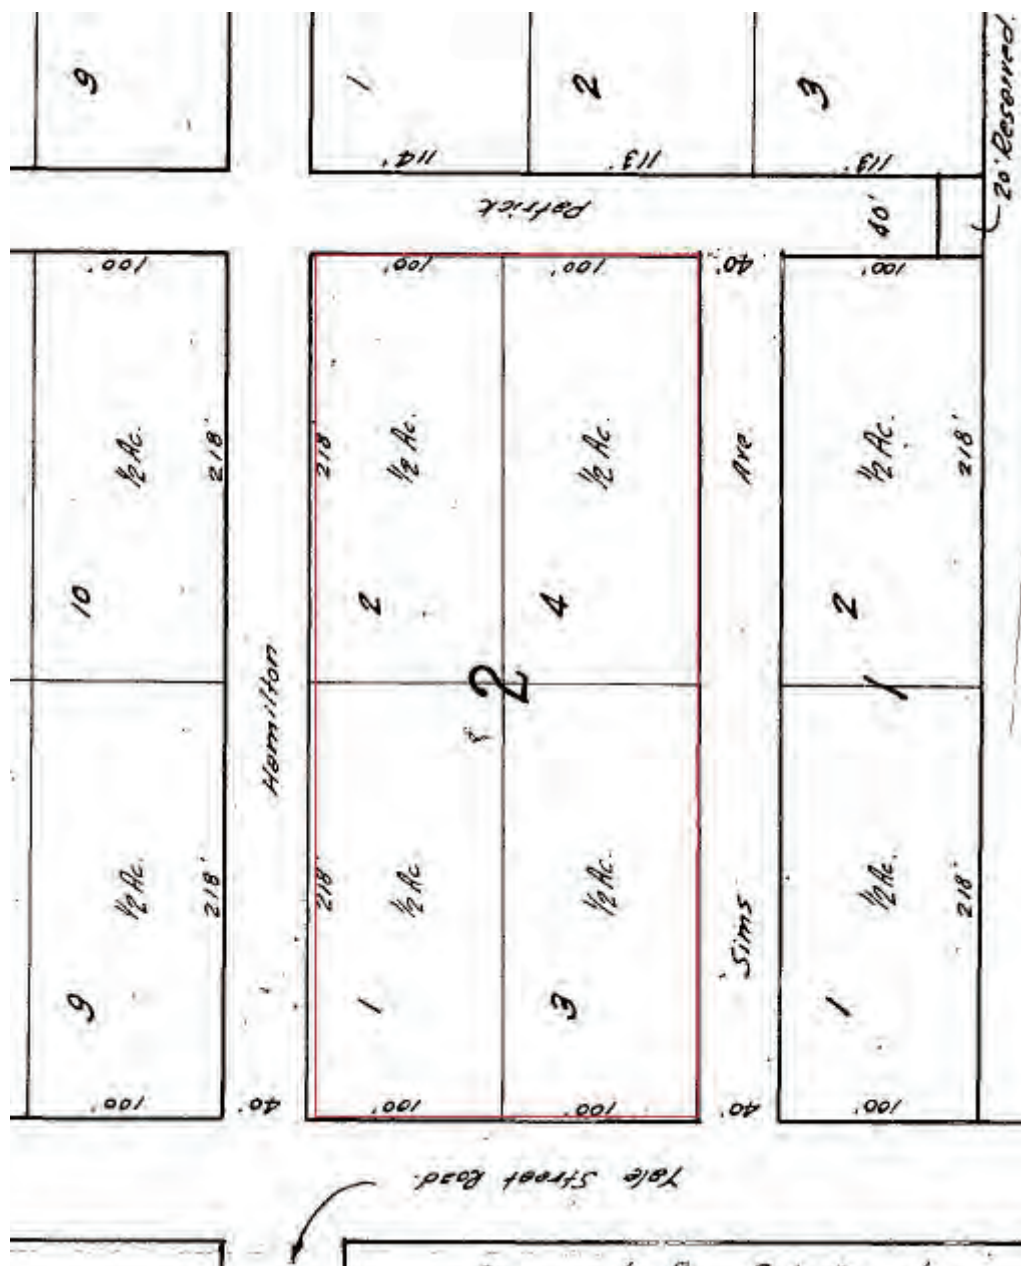 9
1
2
3
114'
113'
113'
20' Reserved.
Patrick
40'
100'
100'
100'
40'
100'
½ Ac.
218'
218'
½ Ac.
½ Ac.
Ave.
½ Ac.
218'
10
2
4
2
Hamilton
2
1
½ Ac.
218'
218'
½ Ac.
½ Ac.
Sims
½ Ac.
218'
9
1
3
1
100'
40'
100'
100'
40'
100'
Yale Street Road.